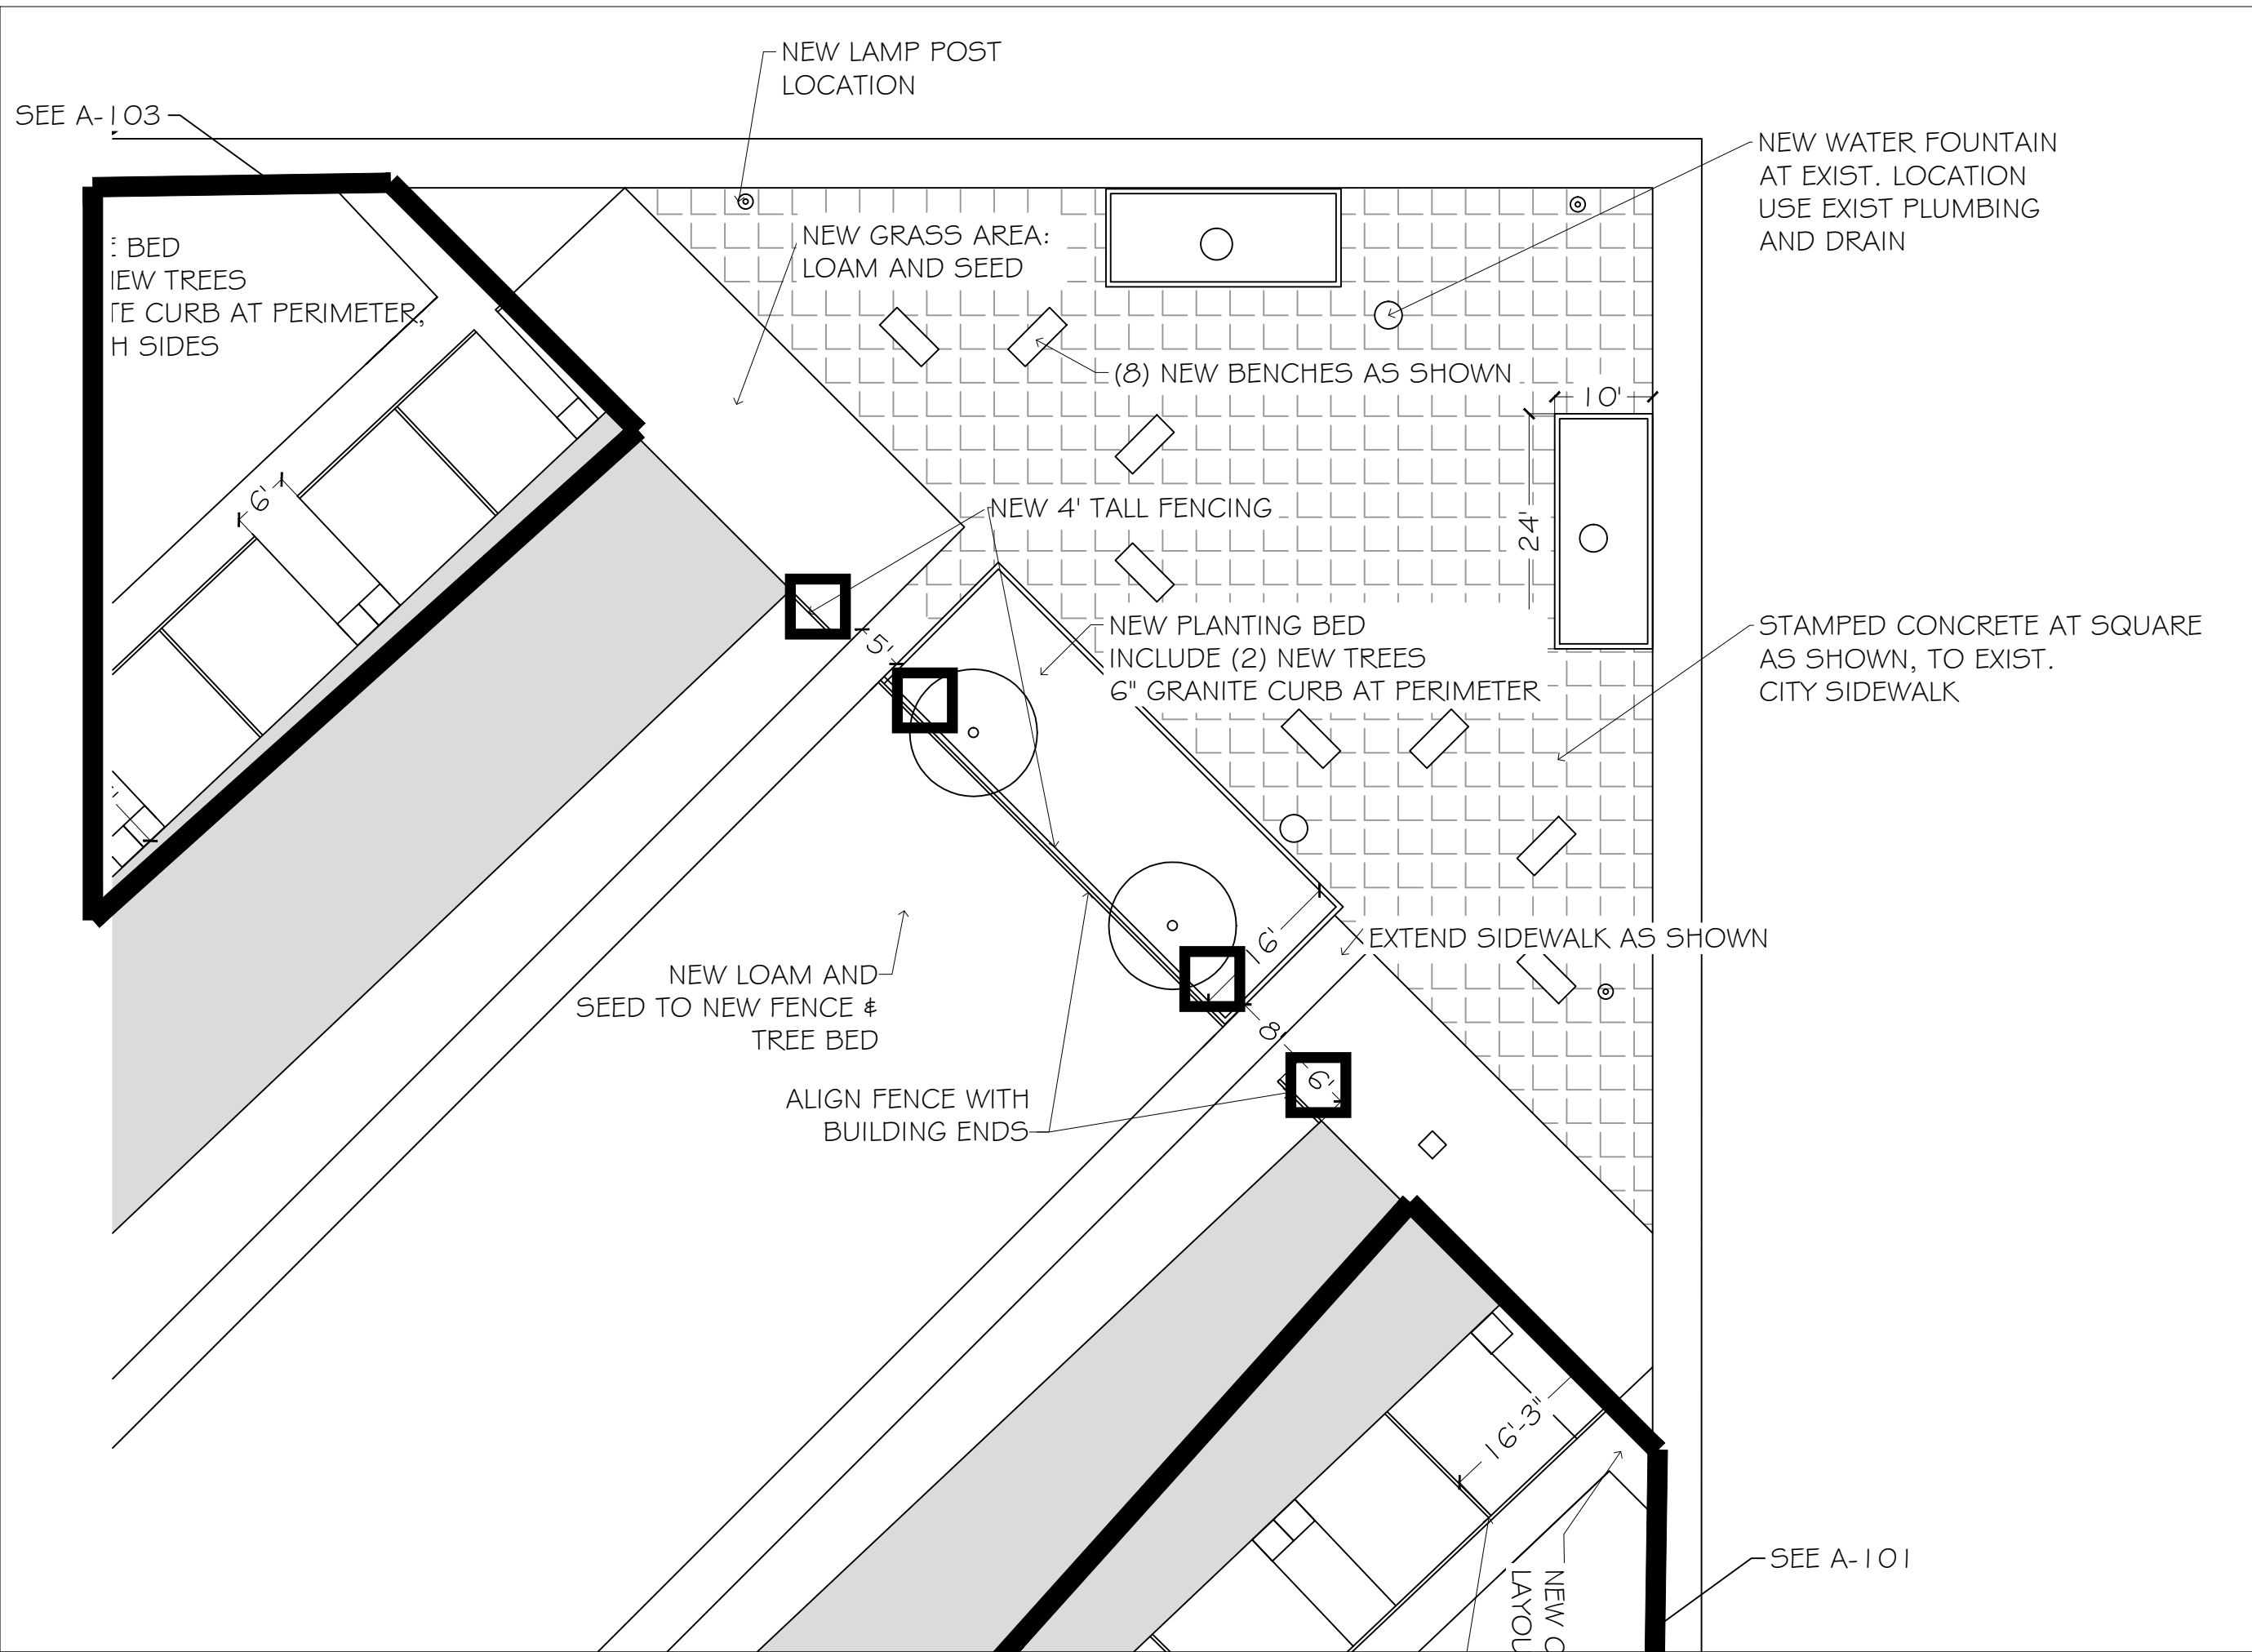 NEW LAMP POST
LOCATION
SEE A-103
NEW WATER FOUNTAIN
AT EXIST. LOCATION
USE EXIST PLUMBING
AND DRAIN
BED
TREES
CURB AT PERIMETER,
SIDES
NEW GRASS AREA:
LOAM AND SEED
(8) NEW BENCHES AS SHOWN
10'
6'
NEW 4' TALL FENCING
24'
5'
NEW PLANTING BED
INCLUDE (2) NEW TREES
6" GRANITE CURB AT PERIMETER
STAMPED CONCRETE AT SQUARE
AS SHOWN, TO EXIST.
CITY SIDEWALK
16'
EXTEND SIDEWALK AS SHOWN
NEW LOAM AND
SEED TO NEW FENCE &
TREE BED
8'
6'
ALIGN FENCE WITH
BUILDING ENDS
16'-3"
SEE A-101
NEW